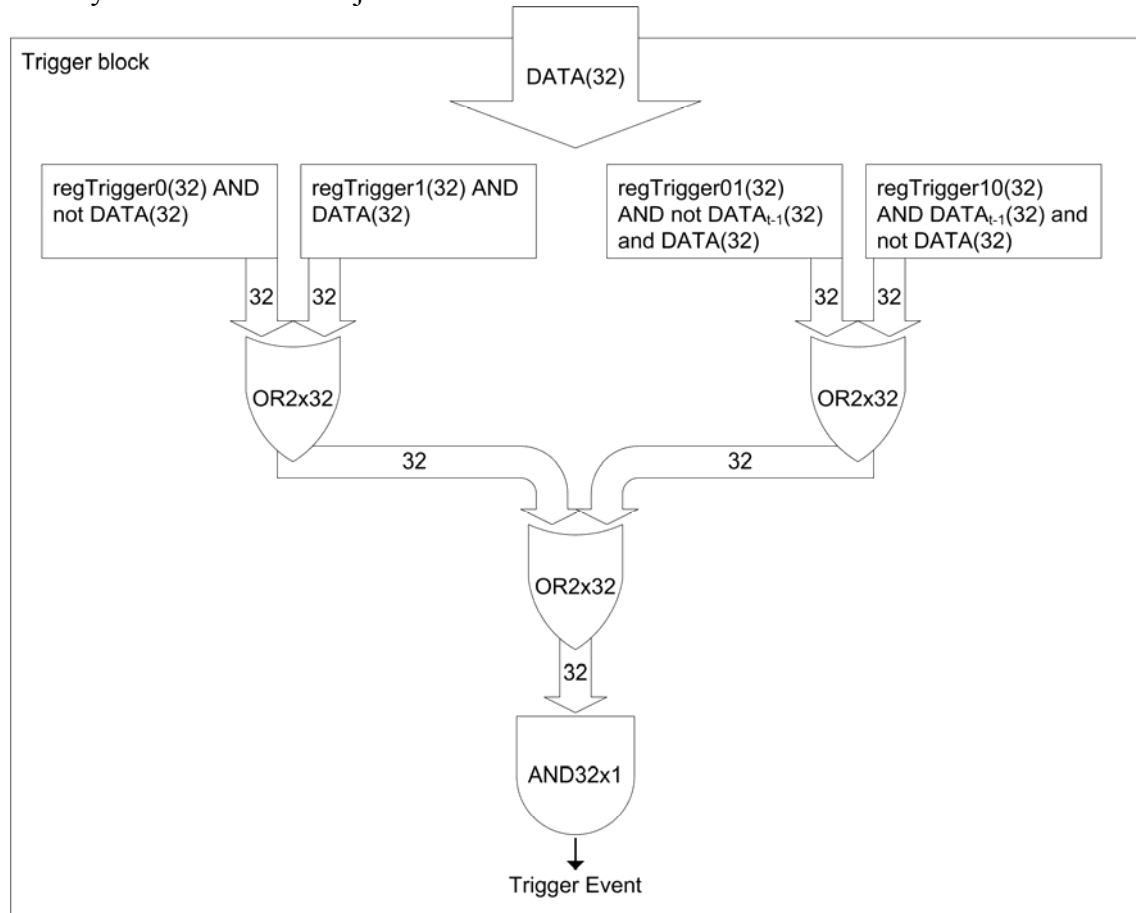 Trigger block
DATA(32)
regTrigger0(32) AND
not DATA(32)
regTrigger1(32) AND
DATA(32)
regTrigger01(32)
AND not DATAt-1(32)
and DATA(32)
regTrigger10(32)
AND DATAt-1(32) and
not DATA(32)
32
32
32
32
OR2x32
OR2x32
32
32
OR2x32
32
AND32x1
Trigger Event